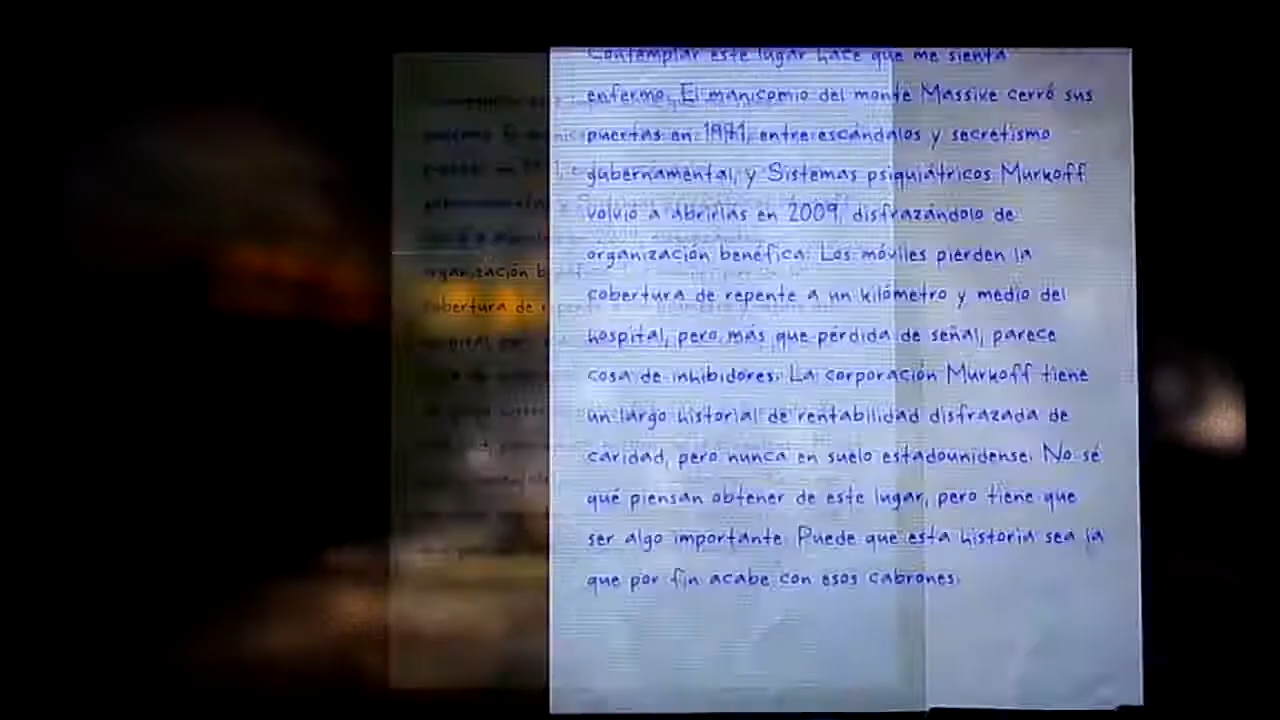 Contemplar este lugar hace que me sienta
enfermo. El manicomio del monte Massive cerró sus
puertas en 1971, entre escándalos y secretismo
gubernamental, y Sistemas psiquiátricos Murkoff
volvió a abrirlas en 2009, disfrazándolo de
organización benéfica. Los móviles pierden la
cobertura de repente a un kilómetro y medio del
hospital, pero, más que pérdida de señal, parece
cosa de inhibidores. La corporación Murkoff tiene
un largo historial de rentabilidad disfrazada de
caridad, pero nunca en suelo estadounidense. No sé
qué piensan obtener de este lugar, pero tiene que
ser algo importante. Puede que esta historia sea la
que por fin acabe con esos cabrones.